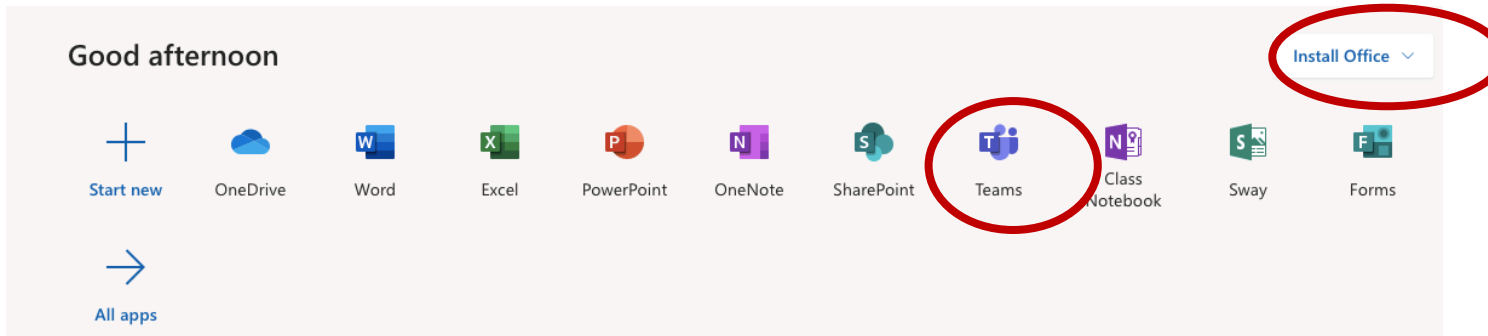 Good afternoon
Install Office
W
X
P
N
S
T
N
S
F
Start new
OneDrive
Word
Excel
PowerPoint
OneNote
SharePoint
Teams
Class
Notebook
Sway
Forms
All apps